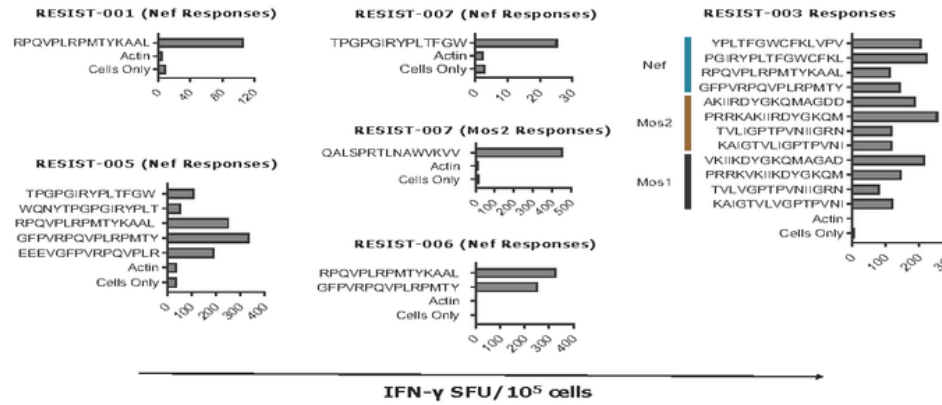 RESIST-001 (Nef Responses)
RPQVPLRPMTYKAAL
Actin
Cells Only
0 40 80 120
RESIST-005 (Nef Responses)
TPGPGIRYPLTFGW
WQNYTPGPGIRYPLT
RPQVPLRPMTYKAAL
GFPVRPQVPLRPMTY
EEEVGFPVRPQVPLR
Actin
Cells Only
0 100 200 300 400
RESIST-007 (Nef Responses)
TPGPGIRYPLTFGW
Actin
Cells Only
0 10 20 30
RESIST-007 (Mos2 Responses)
QALSPRTLNAWVKVV
Actin
Cells Only
0 100 200 300 400 500
RESIST-006 (Nef Responses)
RPQVPLRPMTYKAAL
GFPVRPQVPLRPMTY
Actin
Cells Only
0 100 200 300 400
RESIST-003 Responses
Nef
YPLTFGWCFKLVPV
PGIRYPLTFGWCFKL
RPQVPLRPMTYKAAL
GFPVRPQVPLRPMTY
Mos2
AKIIRDYGKQMAGDD
PRRKAKIIRDYGKQM
TVLIGPTPVNIIGRN
KAIGTVLIGPTPVNI
Mos1
VKIIKDYGKQMAGAD
PRRKVKIIKDYGKQM
TVLVGPTPVNIIGRN
KAIGTVLVGPTPVNI
Actin
Cells Only
0 100 200
IFN-γ SFU/10⁵ cells